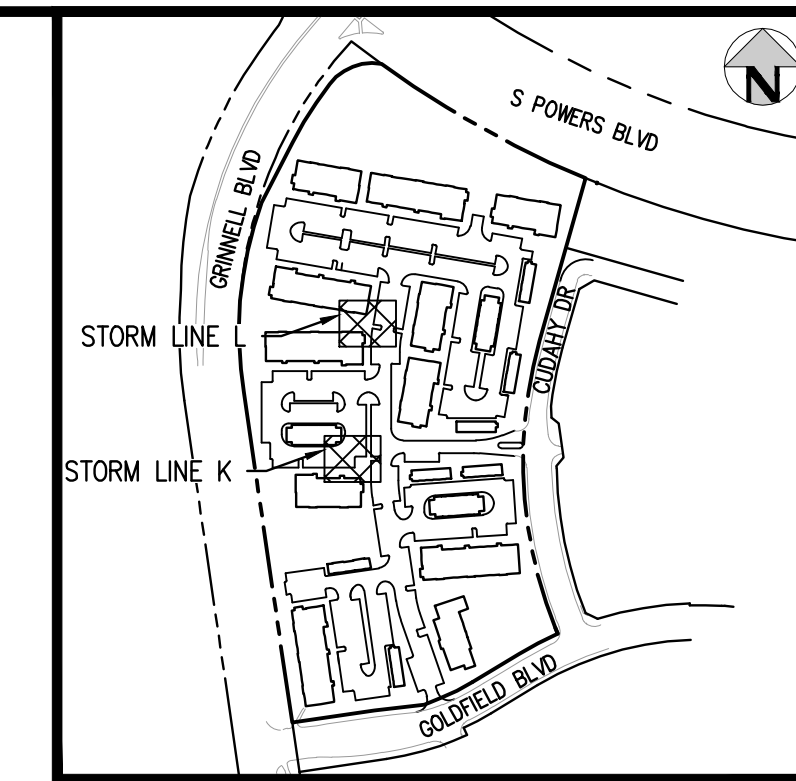 N
S POWERS BLVD
GRINNELL BLVD
STORM LINE L
CUDAHY DR
STORM LINE K
GOLDFIELD BLVD